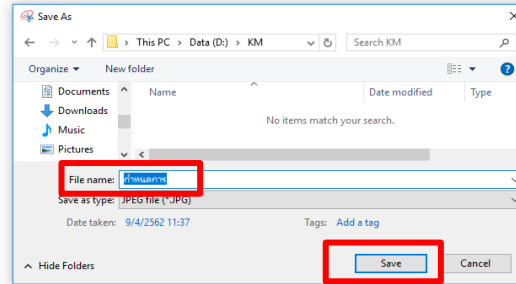 Save As
This PC > Data (D:) > KM
Search KM
Organize
New folder
Documents
Downloads
Music
Pictures
Name
Date modified
Type
No items match your search.
File name: กำหนดการ
Save as type: JPEG file (*.JPG)
Date taken: 9/4/2562 11:37
Tags: Add a tag
Hide Folders
Save
Cancel